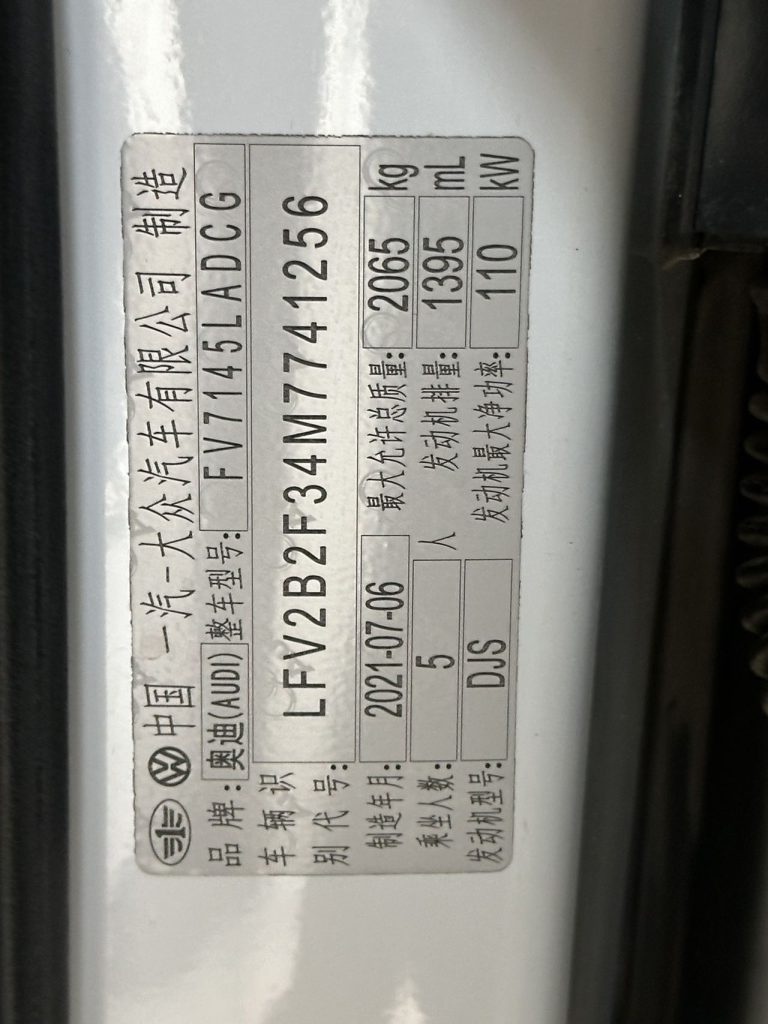 中国 一汽-大众汽车有限公司 制造
品牌:奥迪(AUDI) 整车型号:FV7145LADCG
车辆识别代号:LFV2B2F34M7741256
制造年月:2021-07-06 最大允许总质量:2065 kg
乘坐人数:5 人 发动机排量:1395 mL
发动机型号:DJS 发动机最大净功率:110 kW